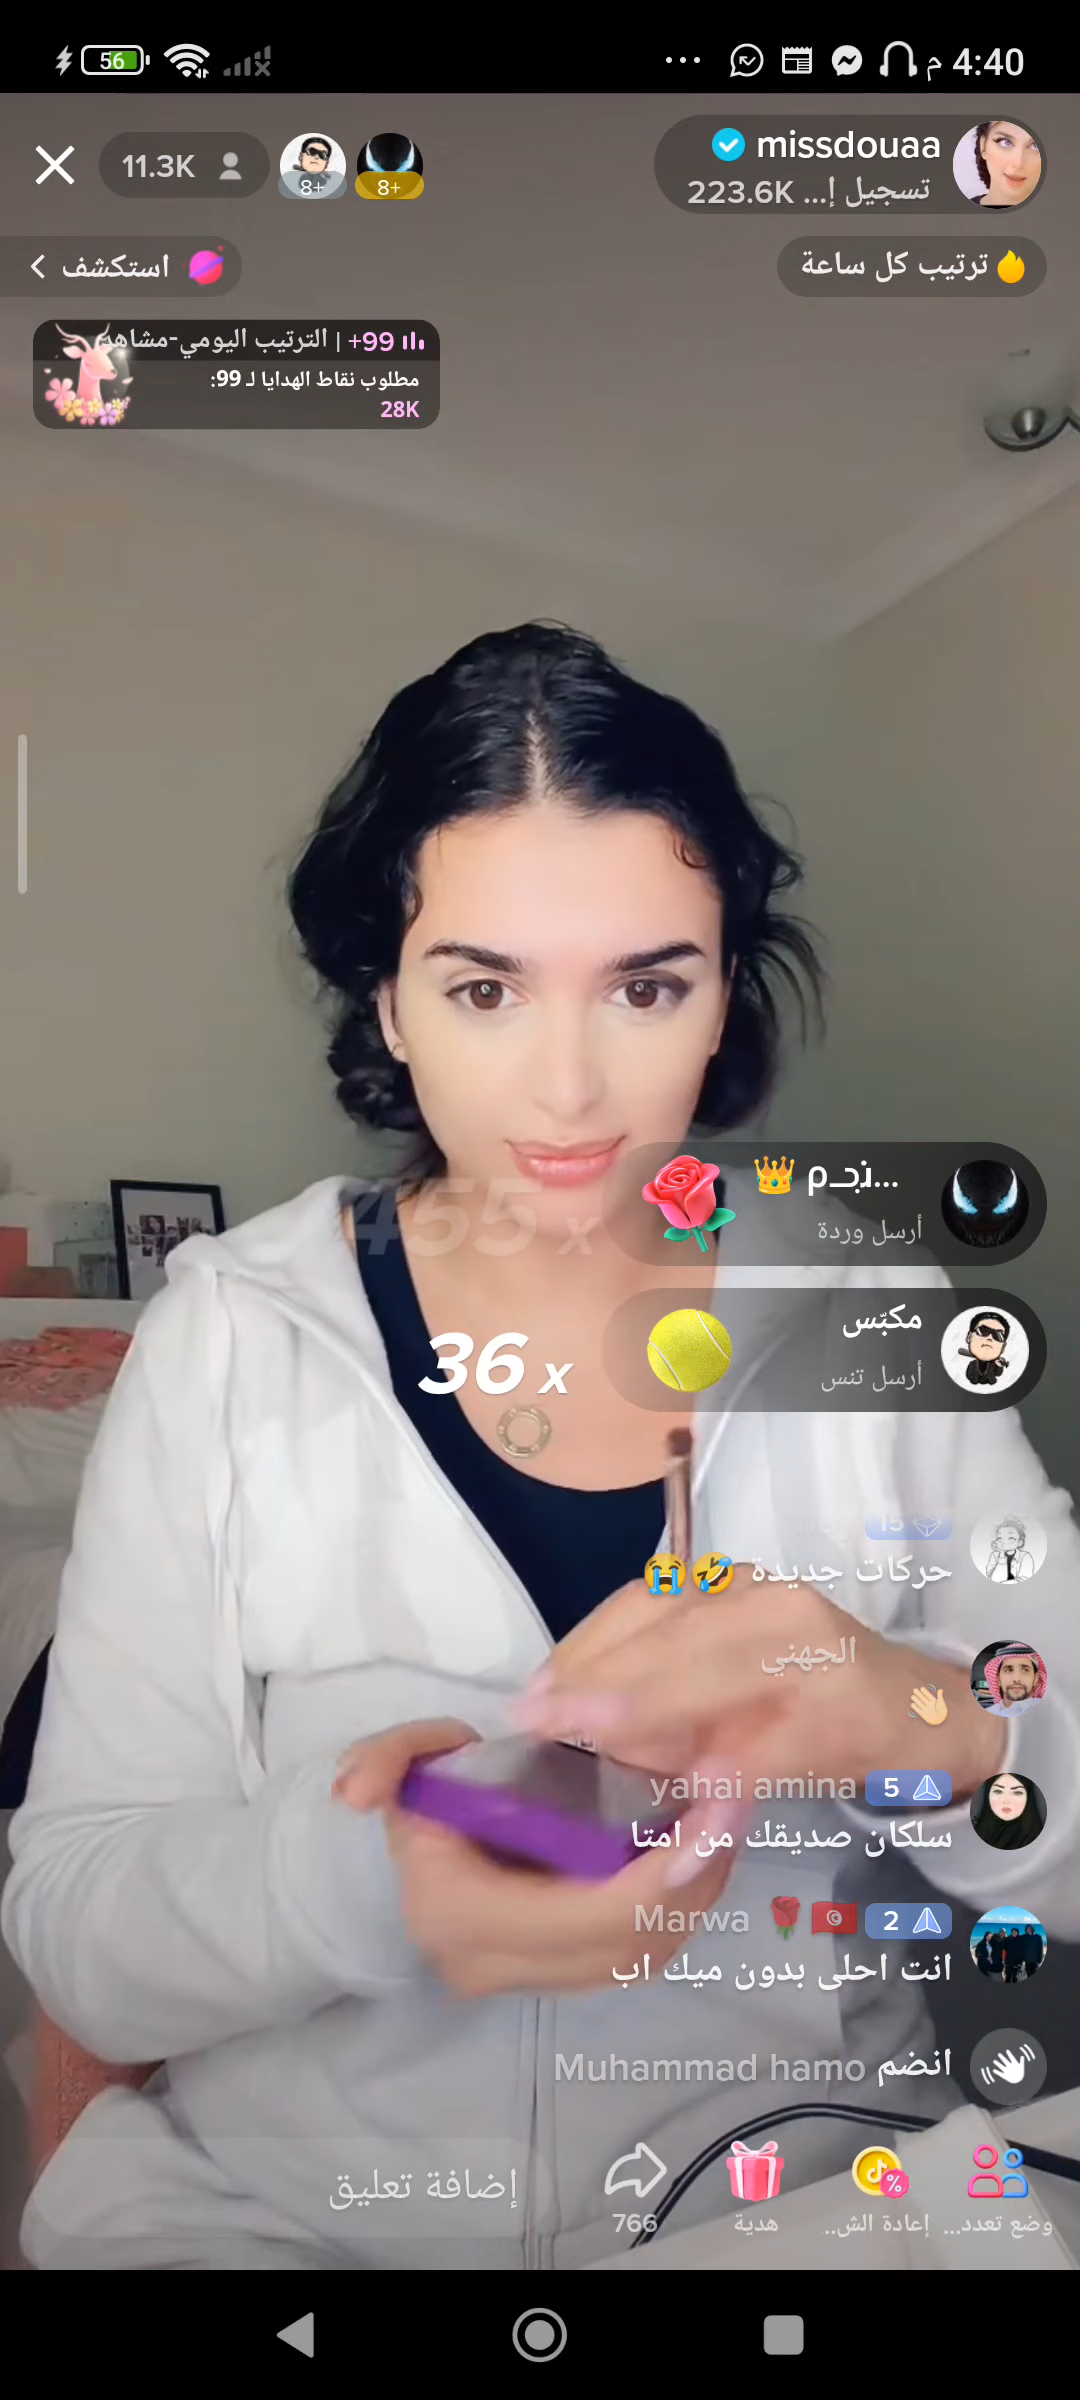 56
م 4:40
11.3K
8+
8+
missdouaa
تسجيل إ... 223.6K
استكشف
ترتيب كل ساعة
99+ | الترتيب اليومي-مشاهد
مطلوب نقاط الهدايا لـ 99:
28K
نجـم...
أرسل وردة
455 x
مكبّس
أرسل تنس
36 x
15
حركات جديدة 🤣😭
الجهني
👋
5 yahai amina
سلكان صديقك من امتا
2 🇹🇳🌹 Marwa
انت احلى بدون ميك اب
Muhammad hamo انضم
إضافة تعليق
766
هدية
إعادة الش...
وضع تعدد...